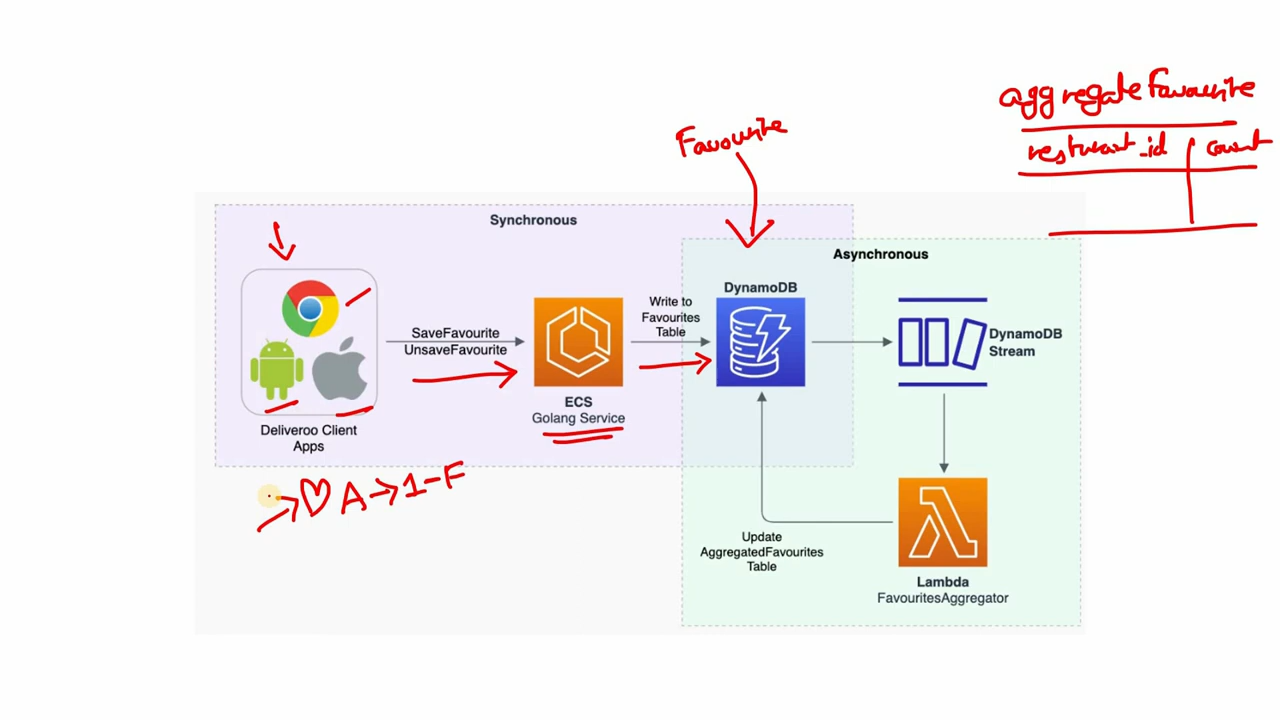 aggregate favourite
resturant_id count
Favourite
Synchronous
Asynchronous
DynamoDB
SaveFavourite
UnsaveFavourite
Write to
Favourites
Table
DynamoDB
Stream
ECS
Golang Service
Deliveroo Client
Apps
♡ A → 1-F
Update
AggregatedFavourites
Table
Lambda
FavouritesAggregator